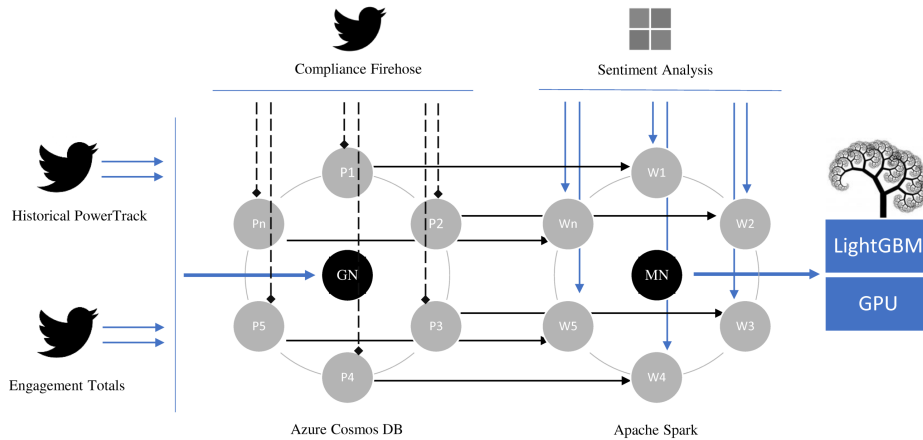 Compliance Firehose
Sentiment Analysis
Historical PowerTrack
Engagement Totals
P1
P2
P3
P4
P5
Pn
GN
Azure Cosmos DB
W1
W2
W3
W4
W5
Wn
MN
Apache Spark
LightGBM
GPU